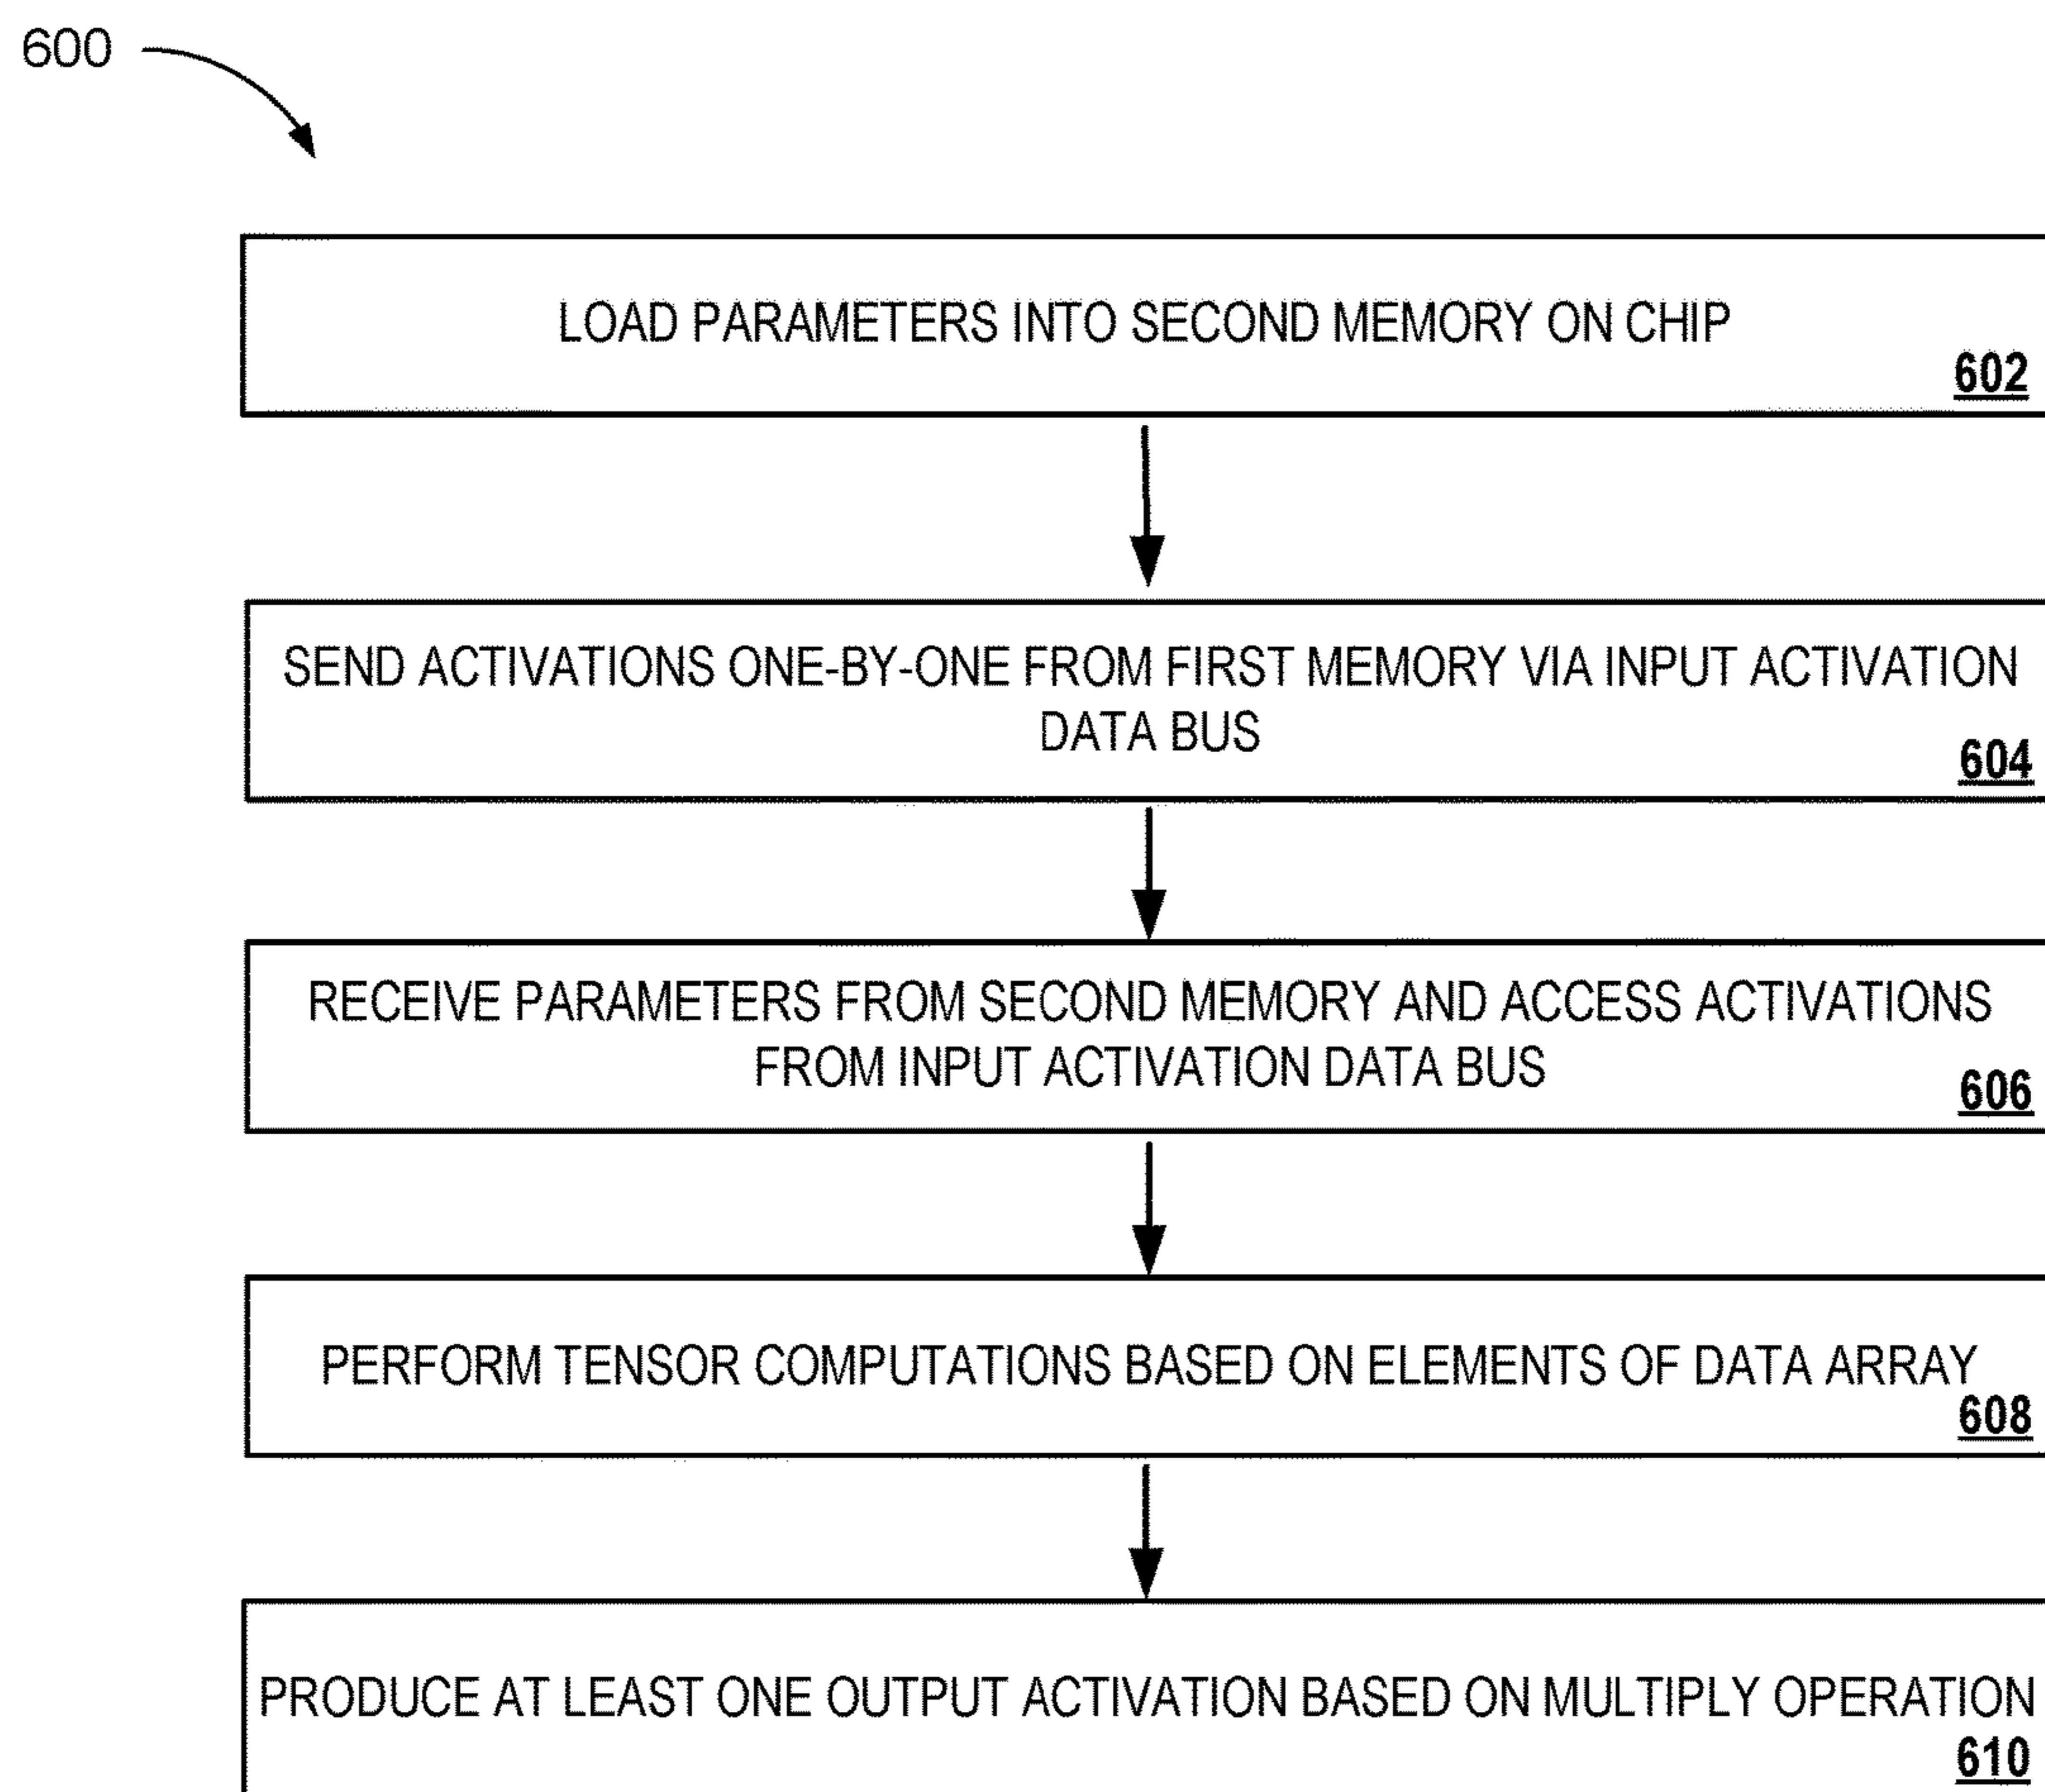 600
LOAD PARAMETERS INTO SECOND MEMORY ON CHIP
602
SEND ACTIVATIONS ONE-BY-ONE FROM FIRST MEMORY VIA INPUT ACTIVATION
DATA BUS
604
RECEIVE PARAMETERS FROM SECOND MEMORY AND ACCESS ACTIVATIONS
FROM INPUT ACTIVATION DATA BUS
606
PERFORM TENSOR COMPUTATIONS BASED ON ELEMENTS OF DATA ARRAY
608
PRODUCE AT LEAST ONE OUTPUT ACTIVATION BASED ON MULTIPLY OPERATION
610